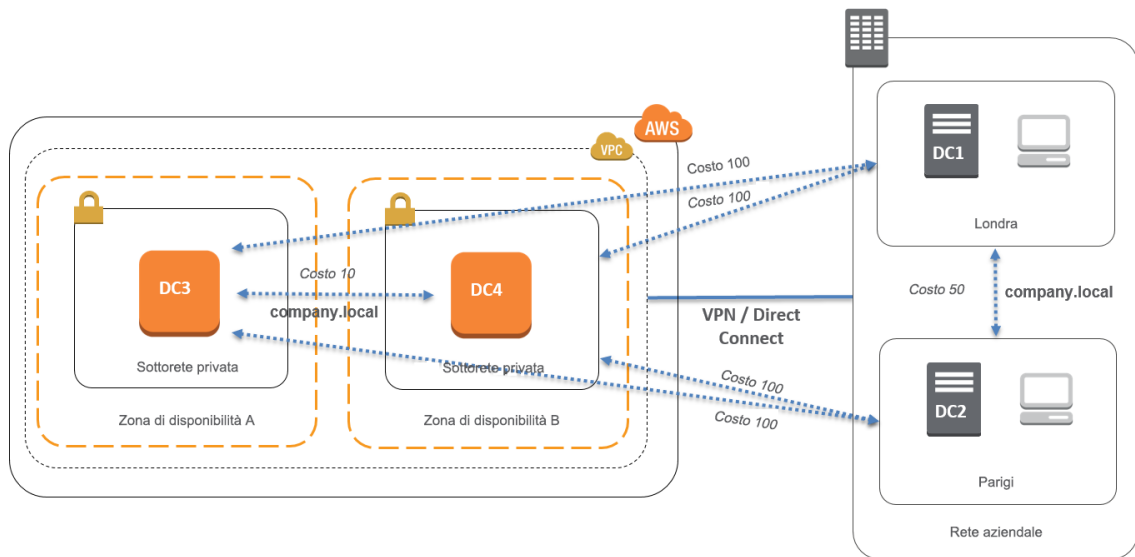 AWS
VPC
DC1
Costo 100
Costo 100
Londra
DC3
Costo 10
DC4
company.local
Costo 50
company.local
VPN / Direct
Connect
Sottorete privata
Sottorete privata
Costo 100
Costo 100
DC2
Zona di disponibilità A
Zona di disponibilità B
Parigi
Rete aziendale